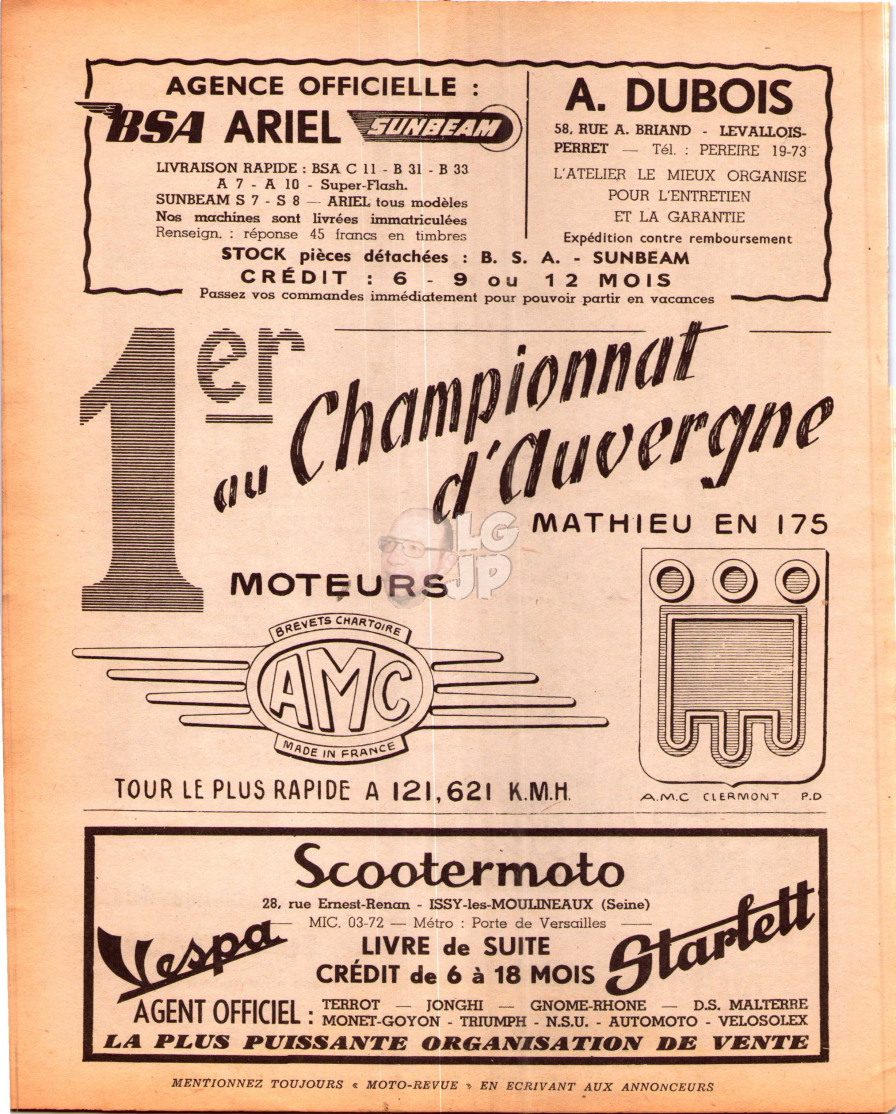 AGENCE OFFICIELLE :
BSA ARIEL SUNBEAM
LIVRAISON RAPIDE : BSA C 11 - B 31 - B 33
A 7 - A 10 - Super-Flash.
SUNBEAM S 7 - S 8 — ARIEL tous modèles
Nos machines sont livrées immatriculées
Renseign. : réponse 45 francs en timbres
A. DUBOIS
58, RUE A. BRIAND - LEVALLOIS-
PERRET — Tél. : PEREIRE 19-73
L'ATELIER LE MIEUX ORGANISE
POUR L'ENTRETIEN
ET LA GARANTIE
Expédition contre remboursement
STOCK pièces détachées : B. S. A. - SUNBEAM
CRÉDIT : 6 - 9 ou 12 MOIS
Passez vos commandes immédiatement pour pouvoir partir en vacances
1er
au Championnat
d'Auvergne
MATHIEU EN 175
LG
JP
MOTEURS
BREVETS CHARTOIRE
AMC
MADE IN FRANCE
TOUR LE PLUS RAPIDE A 121,621 K.M.H.
A.M.C CLERMONT P.D
Scootermoto
28, rue Ernest-Renan - ISSY-les-MOULINEAUX (Seine)
MIC. 03-72 — Métro : Porte de Versailles
Vespa
LIVRE de SUITE
CRÉDIT de 6 à 18 MOIS
Starlett
AGENT OFFICIEL :
TERROT — JONGHI — GNOME-RHONE — D.S. MALTERRE
MONET-GOYON - TRIUMPH - N.S.U. - AUTOMOTO - VELOSOLEX
LA PLUS PUISSANTE ORGANISATION DE VENTE
MENTIONNEZ TOUJOURS « MOTO-REVUE » EN ECRIVANT AUX ANNONCEURS